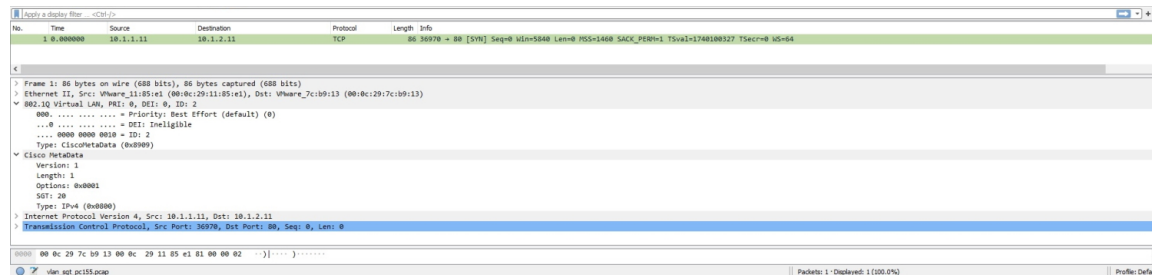 Apply a display filter ... <Ctrl-/>
No. Time Source Destination Protocol Length Info
1 0.000000 10.1.1.11 10.1.2.11 TCP 86 36970 → 80 [SYN] Seq=0 Win=5840 Len=0 MSS=1460 SACK_PERM=1 TSval=1740100327 TSecr=0 WS=64
Frame 1: 86 bytes on wire (688 bits), 86 bytes captured (688 bits)
Ethernet II, Src: VMware_11:85:e1 (00:0c:29:11:85:e1), Dst: VMware_7c:b9:13 (00:0c:29:7c:b9:13)
802.1Q Virtual LAN, PRI: 0, DEI: 0, ID: 2
000. .... .... .... = Priority: Best Effort (default) (0)
...0 .... .... .... = DEI: Ineligible
.... 0000 0000 0010 = ID: 2
Type: CiscoMetaData (0x8909)
Cisco MetaData
Version: 1
Length: 1
Options: 0x0001
SGT: 20
Type: IPv4 (0x0800)
Internet Protocol Version 4, Src: 10.1.1.11, Dst: 10.1.2.11
Transmission Control Protocol, Src Port: 36970, Dst Port: 80, Seq: 0, Len: 0
0000 00 0c 29 7c b9 13 00 0c 29 11 85 e1 81 00 00 02 ··)|···· )·······
vlan_sgt_pc155.pcap Packets: 1 · Displayed: 1 (100.0%) Profile: Defa